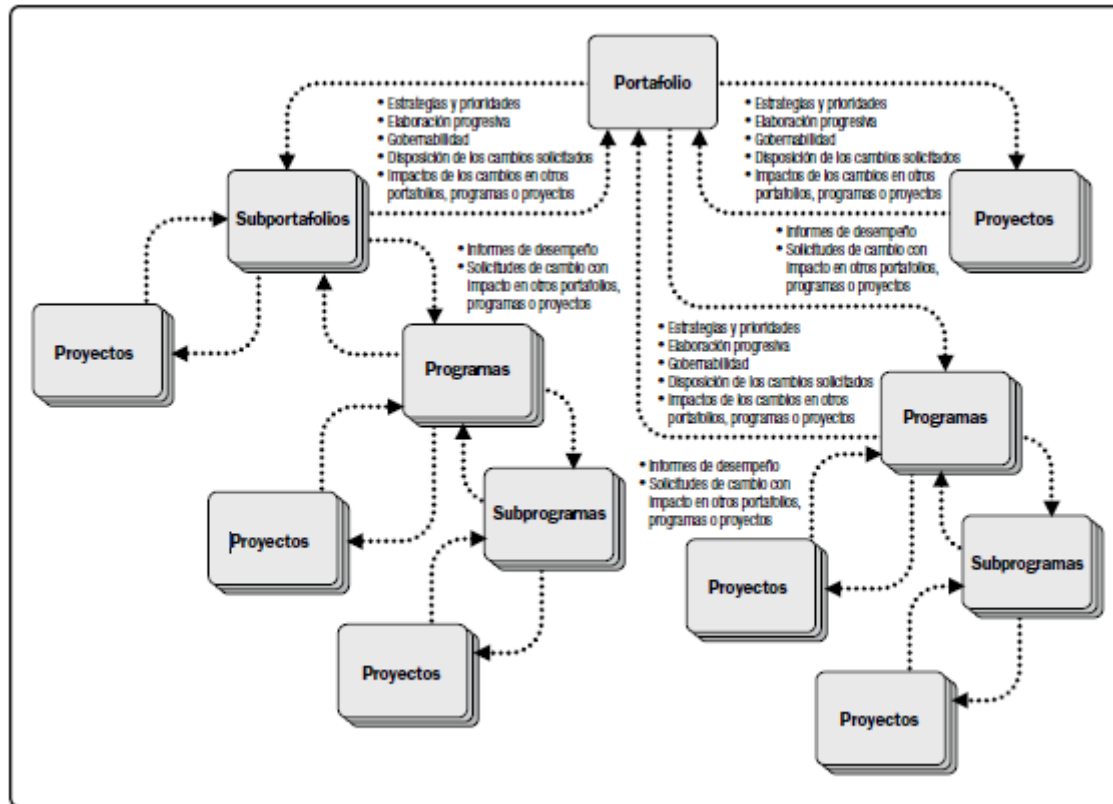 Portafolio
• Estrategias y prioridades
• Elaboración progresiva
• Gobernabilidad
• Disposición de los cambios solicitados
• Impactos de los cambios en otros
portafolios, programas o proyectos
• Estrategias y prioridades
• Elaboración progresiva
• Gobernabilidad
• Disposición de los cambios solicitados
• Impactos de los cambios en otros
portafolios, programas o proyectos
Subportafolios
Proyectos
• Informes de desempeño
• Solicitudes de cambio con
impacto en otros portafolios,
programas o proyectos
• Informes de desempeño
• Solicitudes de cambio con
impacto en otros portafolios,
programas o proyectos
Proyectos
Programas
• Estrategias y prioridades
• Elaboración progresiva
• Gobernabilidad
• Disposición de los cambios solicitados
• Impactos de los cambios en otros
portafolios, programas o proyectos
Programas
• Informes de desempeño
• Solicitudes de cambio con
impacto en otros portafolios,
programas o proyectos
Proyectos
Subprogramas
Proyectos
Subprogramas
Proyectos
Proyectos